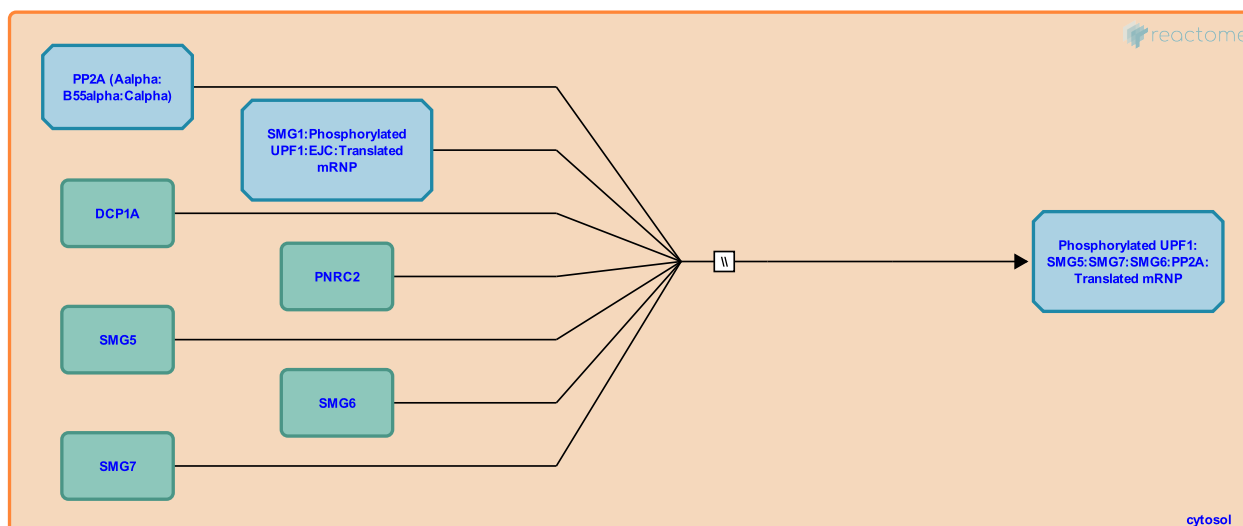 reactome
PP2A (Aalpha:
B55alpha:Calpha)
SMG1:Phosphorylated
UPF1:EJC:Translated
mRNP
DCP1A
PNRC2
SMG5
SMG6
SMG7
\\
Phosphorylated UPF1:
SMG5:SMG7:SMG6:PP2A:
Translated mRNP
cytosol